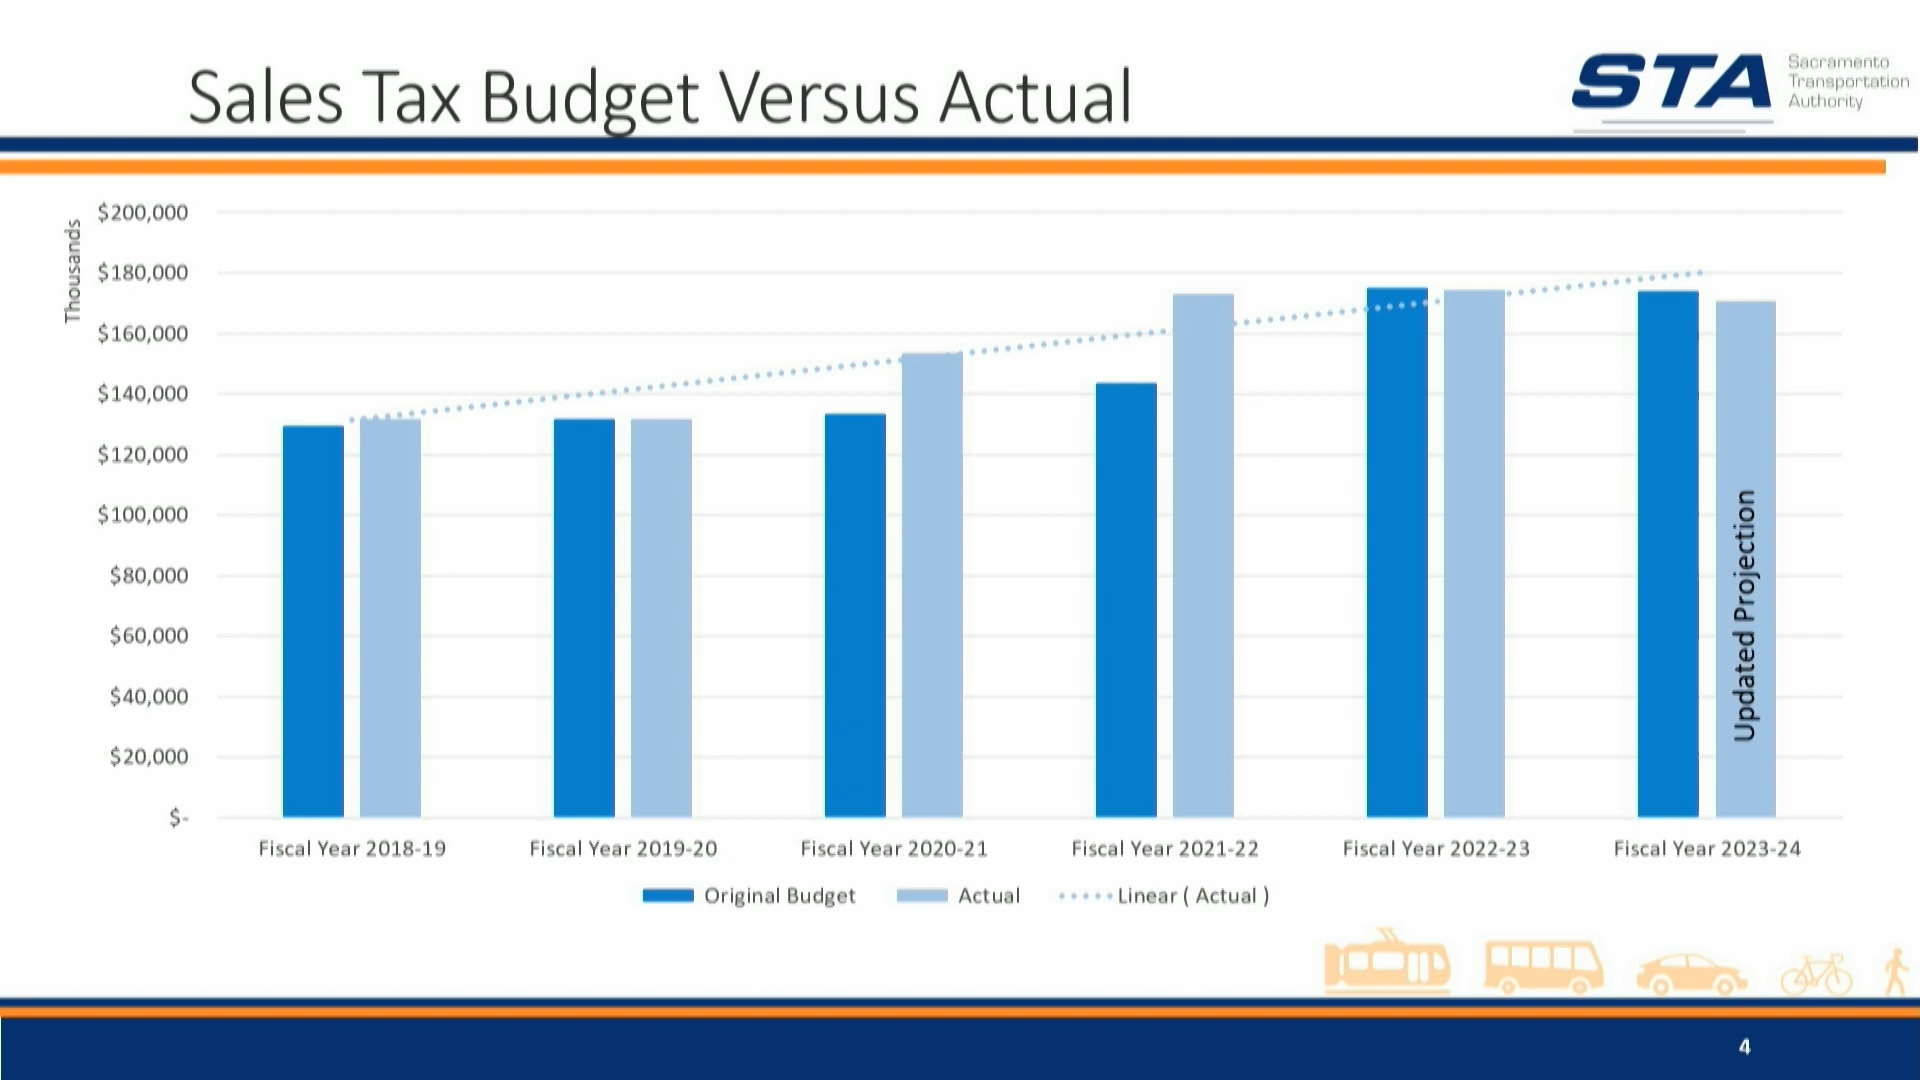 Sales Tax Budget Versus Actual
STA
Sacramento
Transportation
Authority
Thousands
$200,000
$180,000
$160,000
$140,000
$120,000
$100,000
$80,000
$60,000
$40,000
$20,000
$-
Updated Projection
Fiscal Year 2018-19
Fiscal Year 2019-20
Fiscal Year 2020-21
Fiscal Year 2021-22
Fiscal Year 2022-23
Fiscal Year 2023-24
Original Budget
Actual
Linear ( Actual )
4